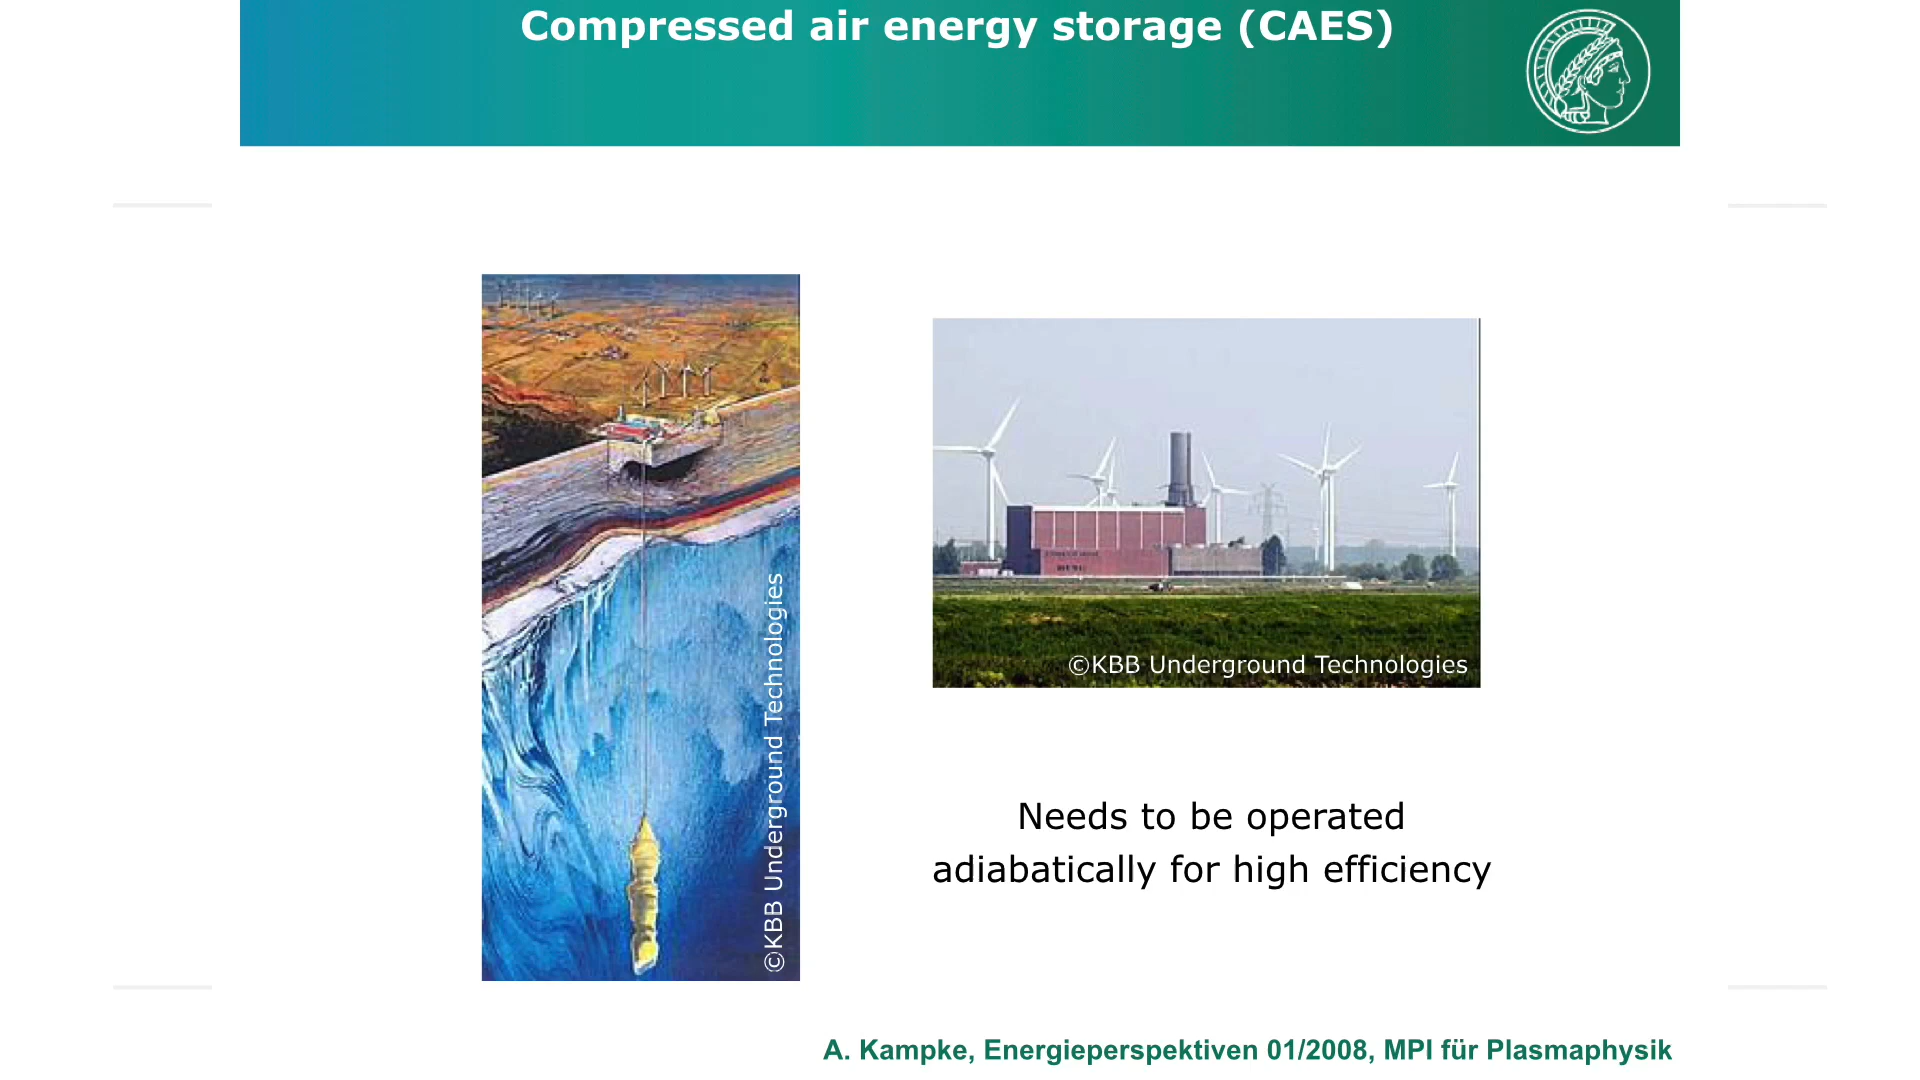 Compressed air energy storage (CAES)
©KBB Underground Technologies
©KBB Underground Technologies
Needs to be operated
adiabatically for high efficiency
A. Kampke, Energieperspektiven 01/2008, MPI für Plasmaphysik